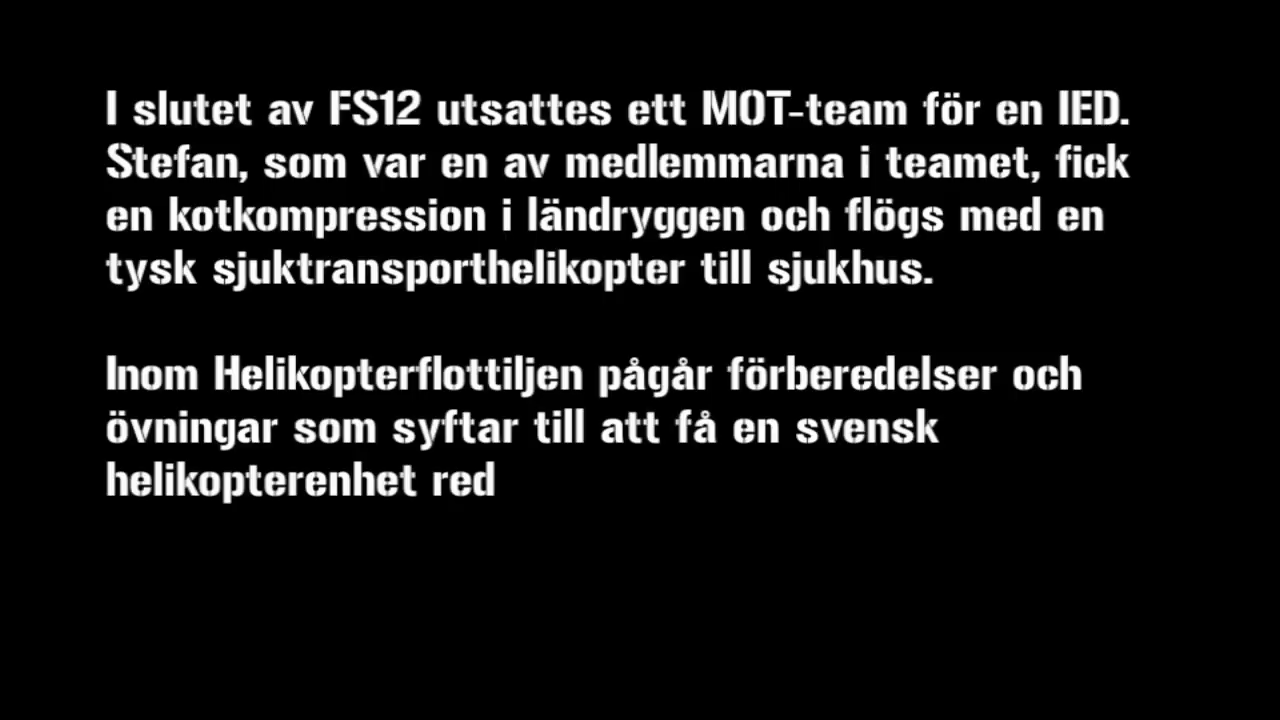 I slutet av FS12 utsattes ett MOT-team för en IED.
Stefan, som var en av medlemmarna i teamet, fick
en kotkompression i ländryggen och flögs med en
tysk sjuktransporthelikopter till sjukhus.
Inom Helikopterflottiljen pågår förberedelser och
övningar som syftar till att få en svensk
helikopterenhet red